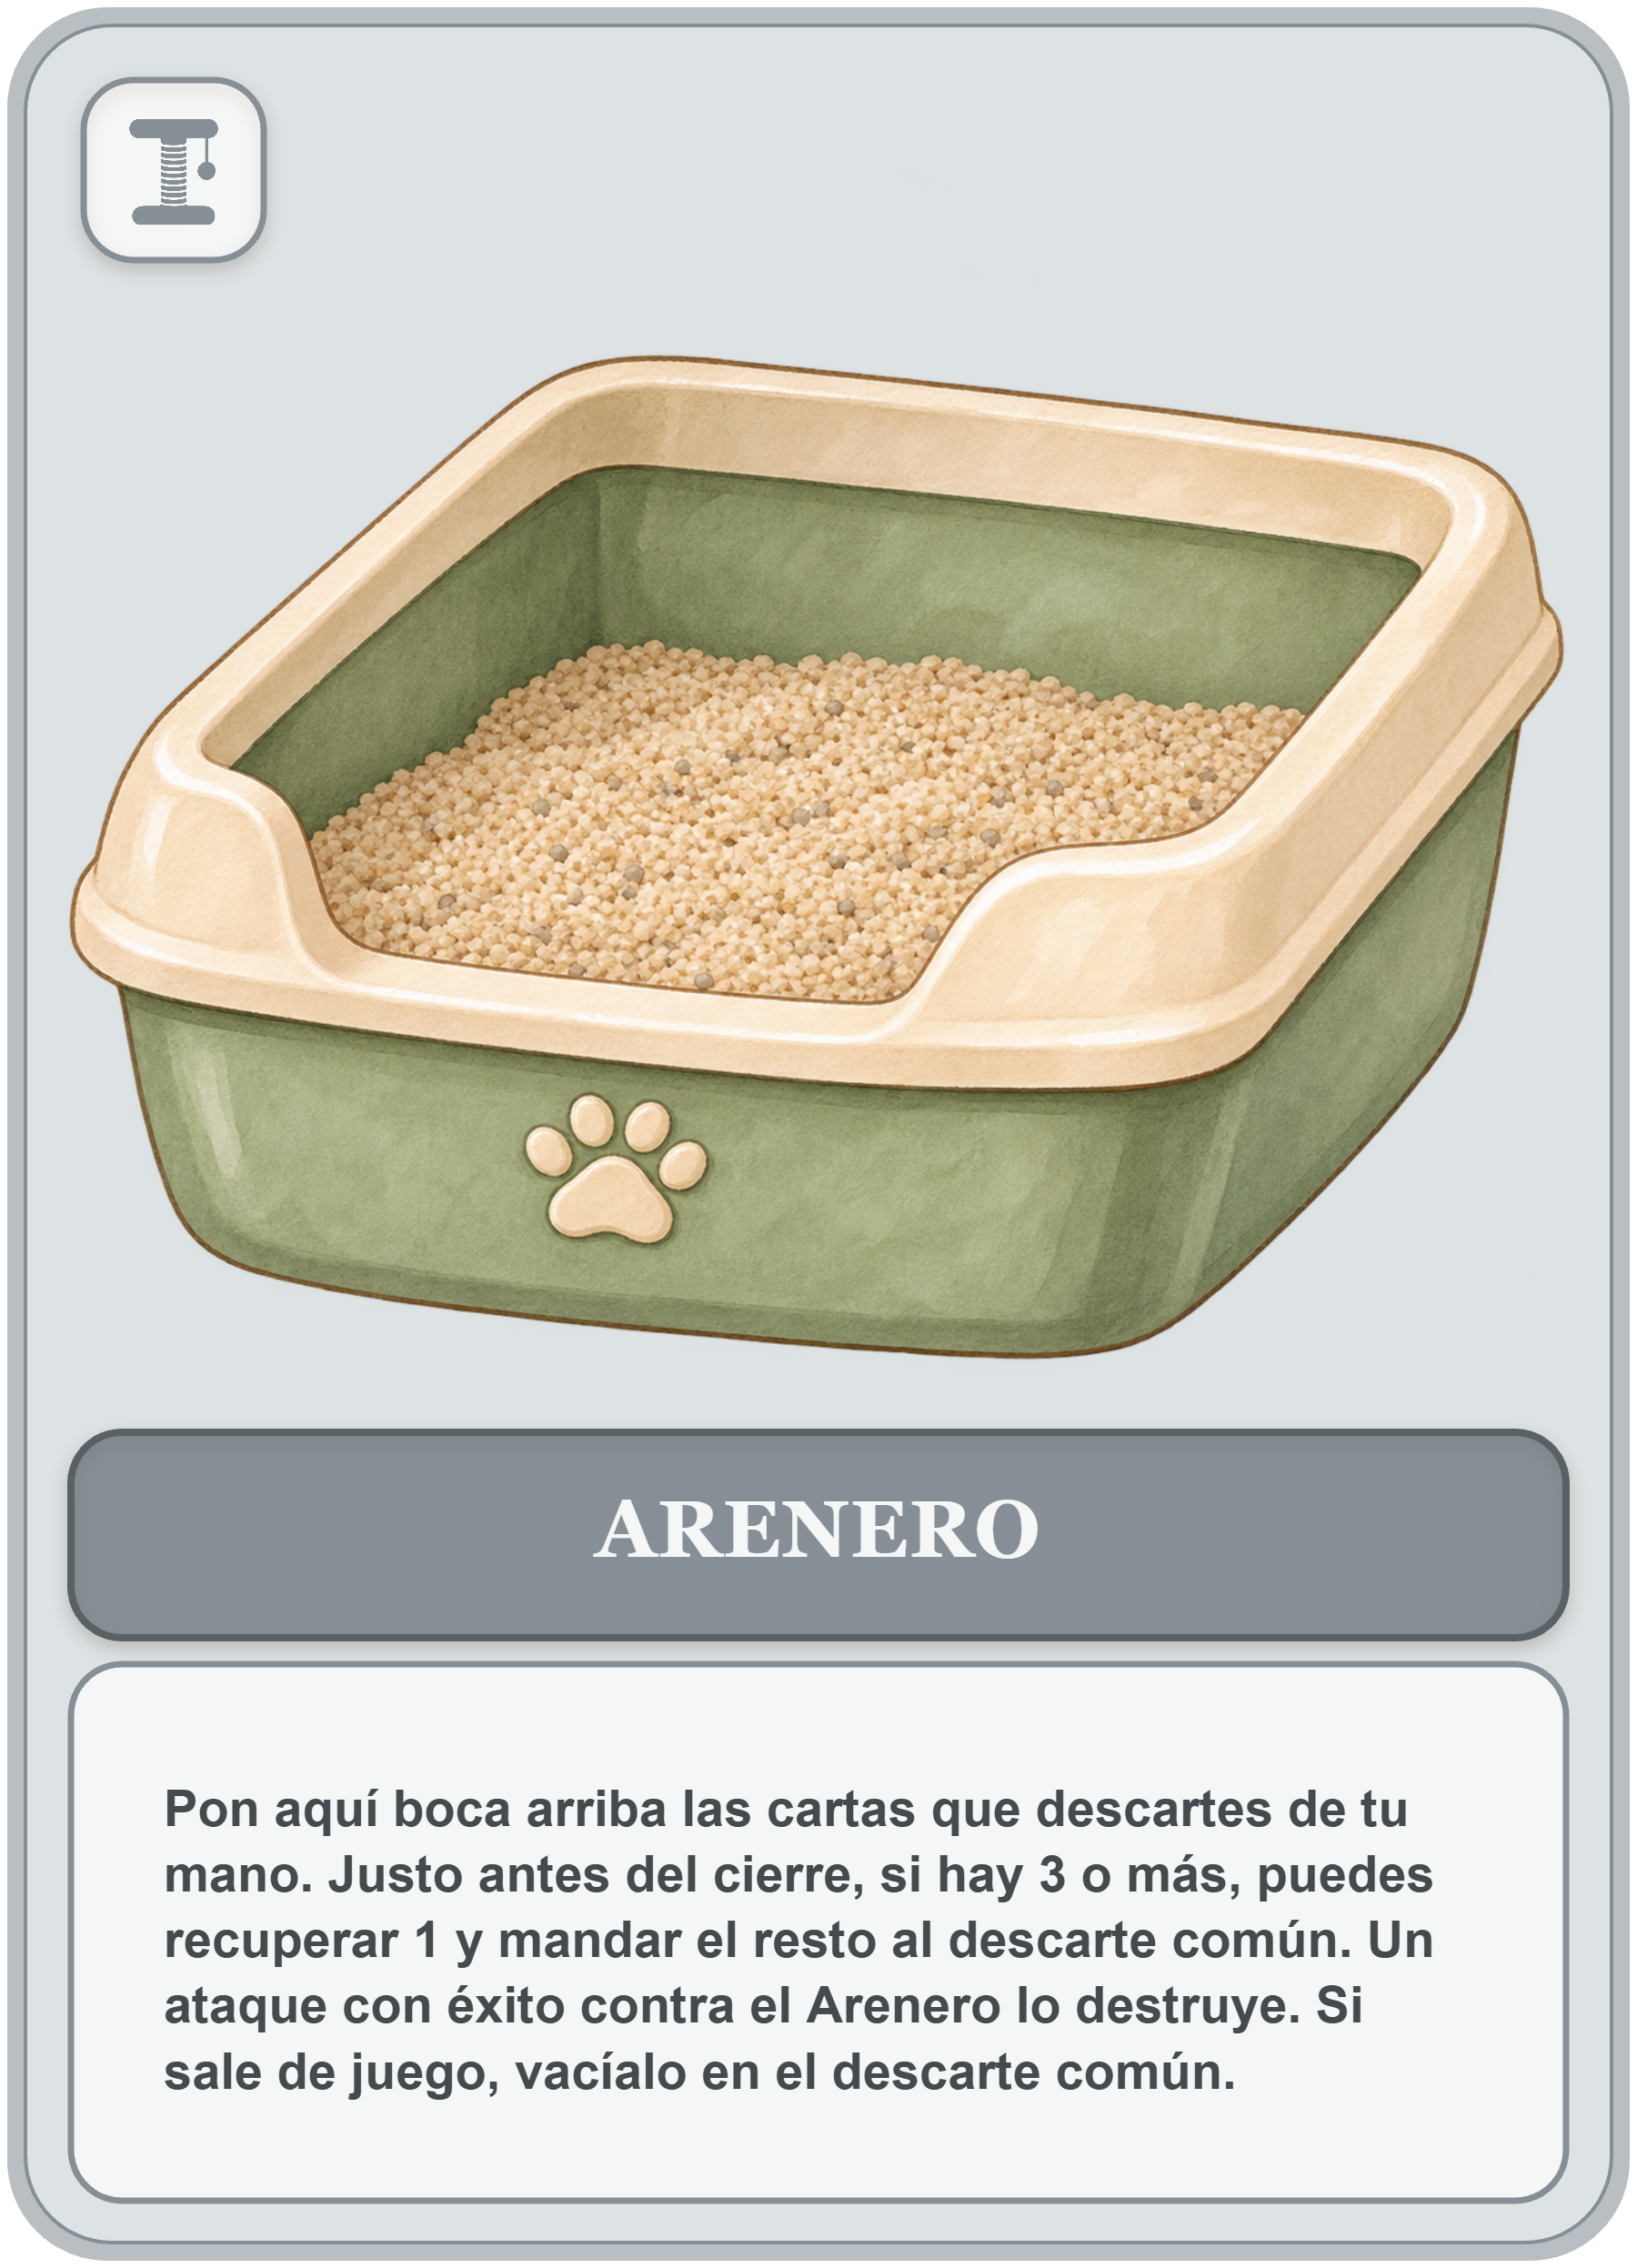 ARENERO
Pon aquí boca arriba las cartas que descartes de tu
mano. Justo antes del cierre, si hay 3 o más, puedes
recuperar 1 y mandar el resto al descarte común. Un
ataque con éxito contra el Arenero lo destruye. Si
sale de juego, vacíalo en el descarte común.